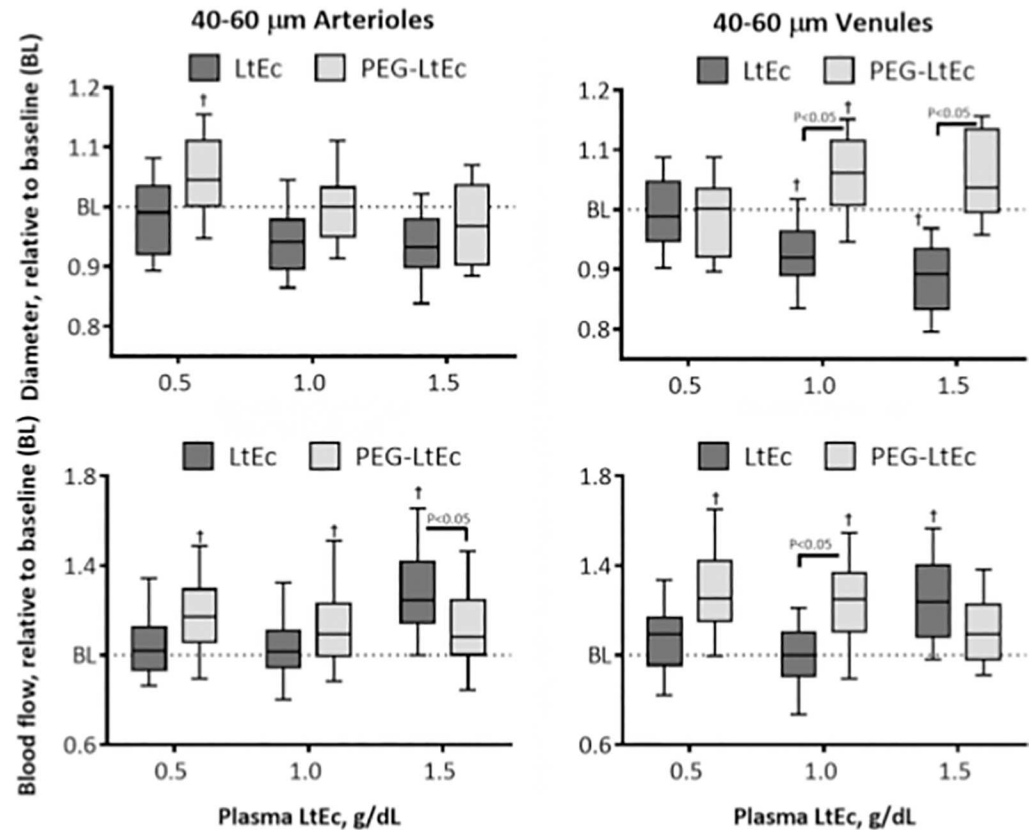 40-60 μm Arterioles
LtEc PEG-LtEc
Diameter, relative to baseline (BL)
1.2
†
1.1
BL
0.9
0.8
0.5 1.0 1.5
40-60 μm Venules
LtEc PEG-LtEc
1.2
P<0.05 † P<0.05
1.1
†
BL
†
0.9
0.8
0.5 1.0 1.5
Blood flow, relative to baseline (BL)
LtEc PEG-LtEc
1.8
†
† † P<0.05
1.4
BL
0.6
0.5 1.0 1.5
Plasma LtEc, g/dL
LtEc PEG-LtEc
1.8
†
P<0.05 † †
1.4
BL
0.6
0.5 1.0 1.5
Plasma LtEc, g/dL